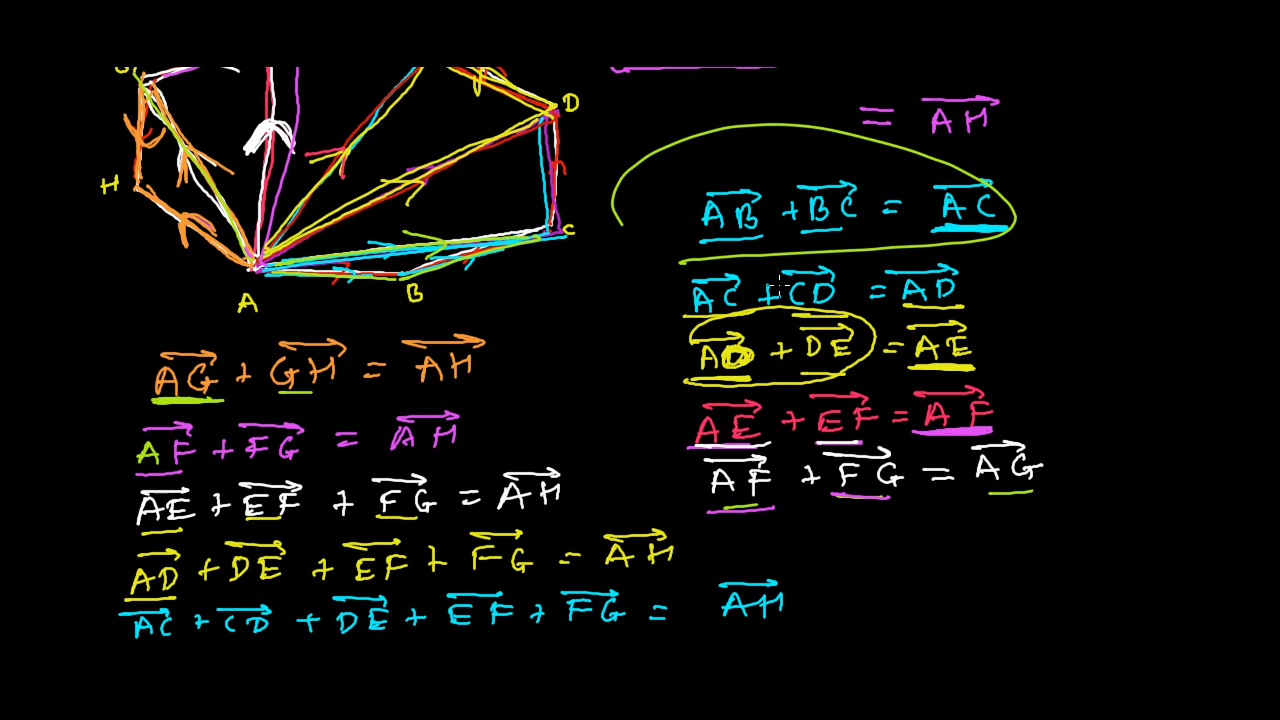 G
D
H
C
A
B
= AH
AB + BC = AC
AC + CD = AD
AD + DE = AE
AE + EF = AF
AF + FG = AG
AG + GH = AH
AF + FG = AH
AE + EF + FG = AH
AD + DE + EF + FG = AH
AC + CD + DE + EF + FG = AH